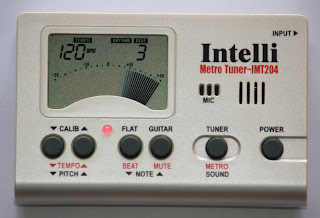 TEMPO RHYTHM BEAT
120 BPM 3
Intelli
INPUT ▶
Metro Tuner-IMT204
MIC
▼ CALIB ▲
FLAT
GUITAR
TUNER
POWER
▼ TEMPO ▲
BEAT
MUTE
METRO
▼ PITCH ▲
▼ NOTE ▲
SOUND